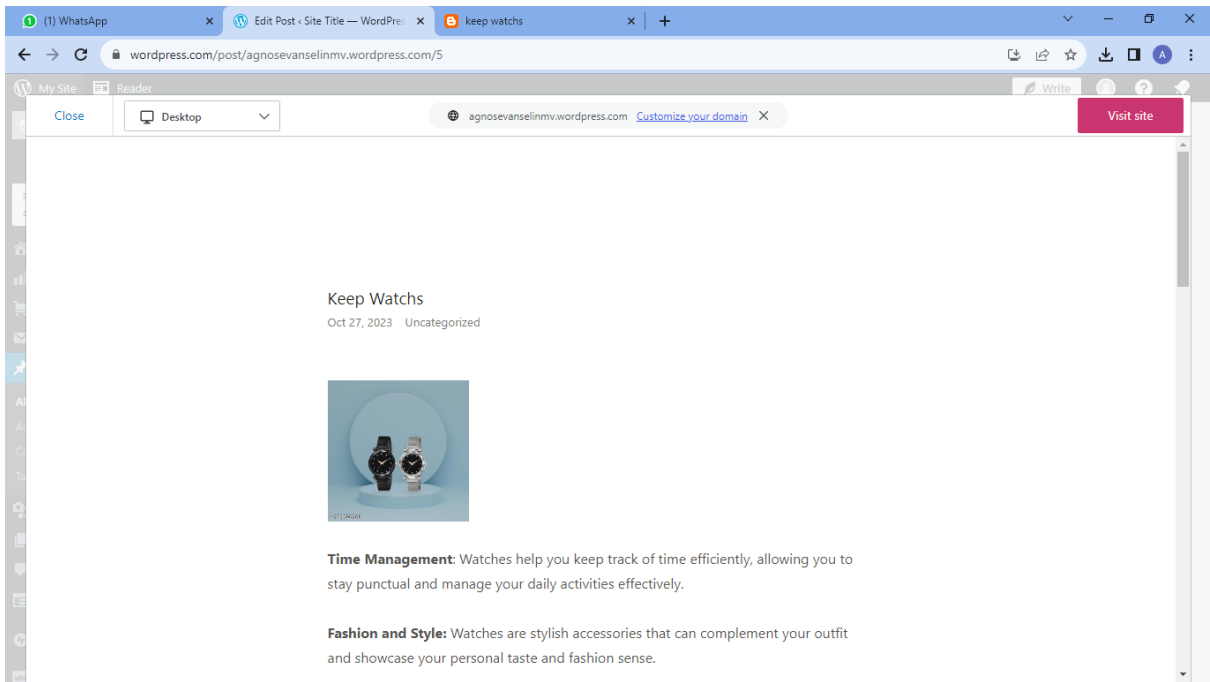 (1) WhatsApp
Edit Post ‹ Site Title — WordPres
keep watchs
wordpress.com/post/agnosevanselinmv.wordpress.com/5
A
My Site
Reader
Write
Close
Desktop
agnosevanselinmv.wordpress.com Customize your domain
Visit site
Keep Watchs
Oct 27, 2023 Uncategorized
Time Management: Watches help you keep track of time efficiently, allowing you to
stay punctual and manage your daily activities effectively.
Fashion and Style: Watches are stylish accessories that can complement your outfit
and showcase your personal taste and fashion sense.